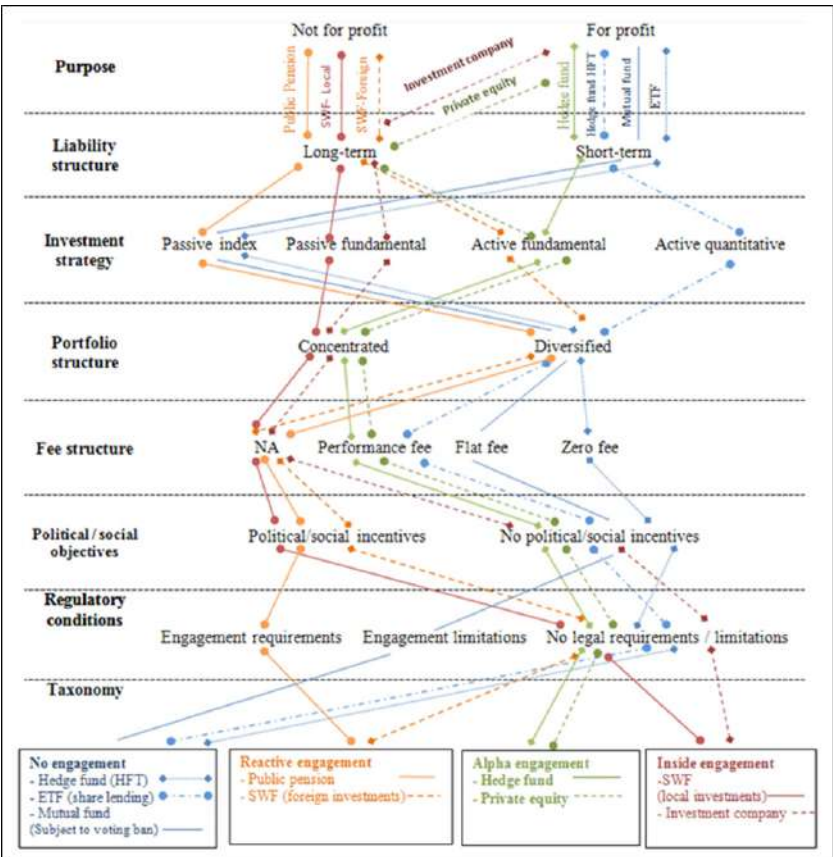 Not for profit
For profit
Purpose
Public Pension
SWF- Local
SWF-Foreign
Investment company
Private equity
Hedge fund
Hedge fund HFT
Mutual fund
ETF
Liability
structure
Long-term
Short-term
Investment
strategy
Passive index
Passive fundamental
Active fundamental
Active quantitative
Portfolio
structure
Concentrated
Diversified
Fee structure
NA
Performance fee
Flat fee
Zero fee
Political / social
objectives
Political/social incentives
No political/social incentives
Regulatory
conditions
Engagement requirements
Engagement limitations
No legal requirements / limitations
Taxonomy
No engagement
- Hedge fund (HFT)
- ETF (share lending)
- Mutual fund
(Subject to voting ban)
Reactive engagement
- Public pension
- SWF (foreign investments)
Alpha engagement
- Hedge fund
- Private equity
Inside engagement
-SWF
(local investments)
- Investment company